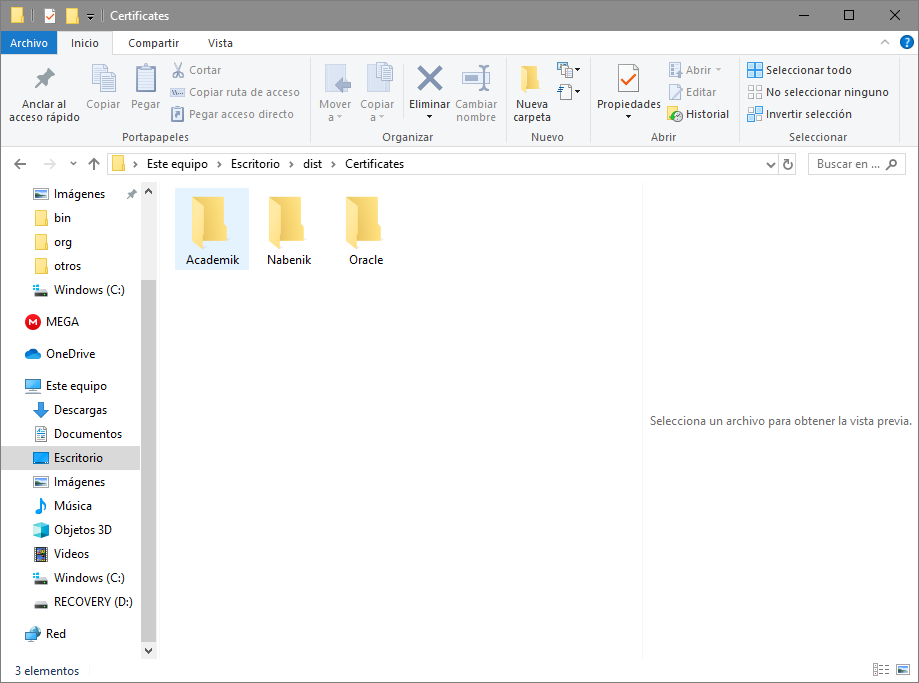 Certificates
Archivo Inicio Compartir Vista
Anclar al acceso rápido
Copiar
Pegar
Cortar
Copiar ruta de acceso
Pegar acceso directo
Portapapeles
Mover a
Copiar a
Eliminar
Cambiar nombre
Organizar
Nueva carpeta
Nuevo
Propiedades
Abrir
Editar
Historial
Abrir
Seleccionar todo
No seleccionar ninguno
Invertir selección
Seleccionar
Este equipo > Escritorio > dist > Certificates
Buscar en ...
Imágenes
bin
org
otros
Windows (C:)
MEGA
OneDrive
Este equipo
Descargas
Documentos
Escritorio
Imágenes
Música
Objetos 3D
Videos
Windows (C:)
RECOVERY (D:)
Red
Academik Nabenik Oracle
Selecciona un archivo para obtener la vista previa.
3 elementos